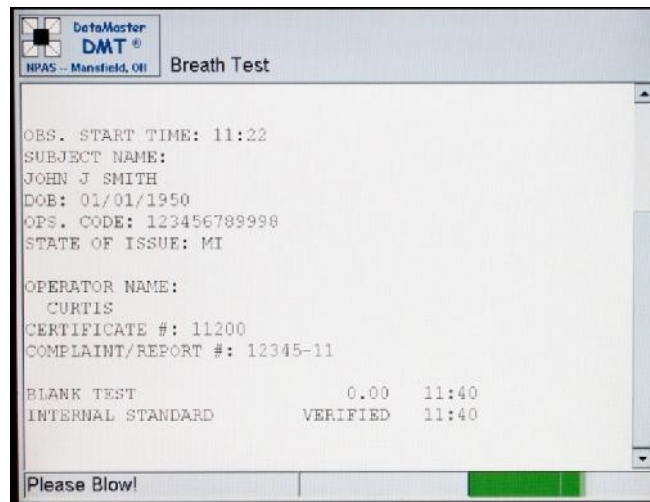 DataMaster
DMT ®
NPAS -- Mansfield, OH
Breath Test
OBS. START TIME: 11:22
SUBJECT NAME:
JOHN J SMITH
DOB: 01/01/1950
OPS. CODE: 123456789998
STATE OF ISSUE: MI
OPERATOR NAME:
CURTIS
CERTIFICATE #: 11200
COMPLAINT/REPORT #: 12345-11
BLANK TEST 0.00 11:40
INTERNAL STANDARD VERIFIED 11:40
Please Blow!